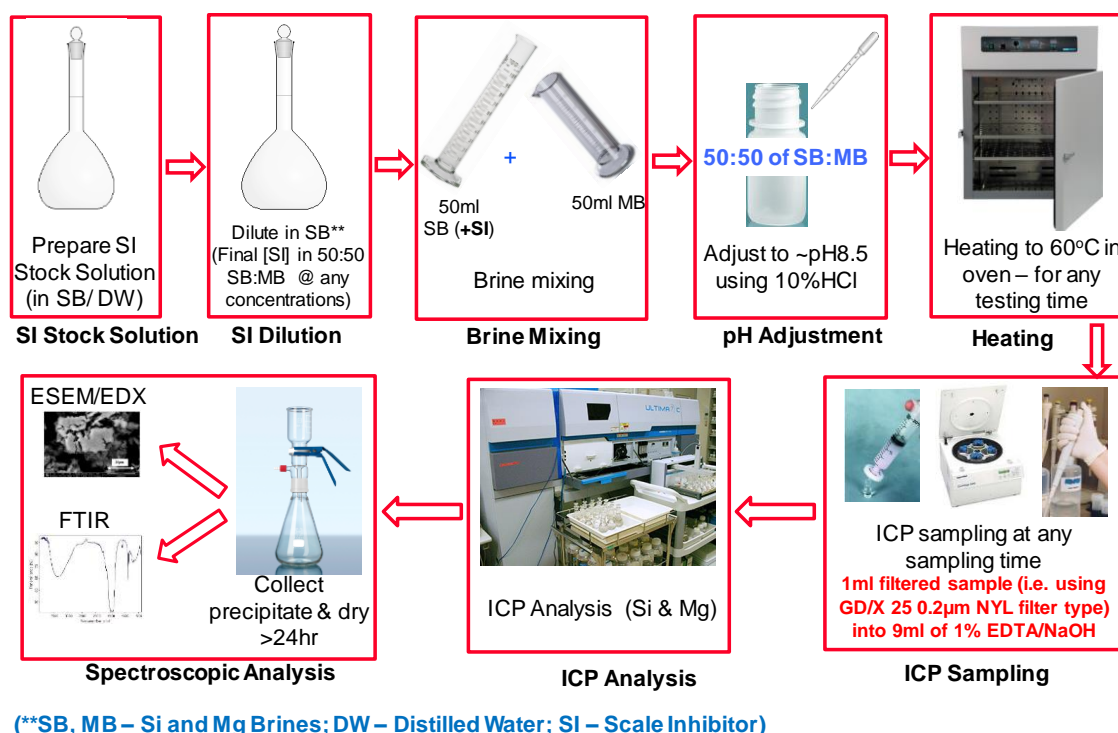 Prepare SI
Stock Solution
(in SB/ DW)
SI Stock Solution
Dilute in SB**
(Final [SI] in 50:50
SB:MB @ any
concentrations)
SI Dilution
+
50ml
SB (+SI)
50ml MB
Brine mixing
Brine Mixing
50:50 of SB:MB
Adjust to ~pH8.5
using 10%HCl
pH Adjustment
Heating to 60°C in
oven – for any
testing time
Heating
ESEM/EDX
FTIR
Collect
precipitate & dry
>24hr
Spectroscopic Analysis
ULTIMA 2C
ICP Analysis (Si & Mg)
ICP Analysis
ICP sampling at any
sampling time
1ml filtered sample (i.e. using
GD/X 25 0.2µm NYL filter type)
into 9ml of 1% EDTA/NaOH
ICP Sampling
(**SB, MB – Si and Mg Brines; DW – Distilled Water; SI – Scale Inhibitor)